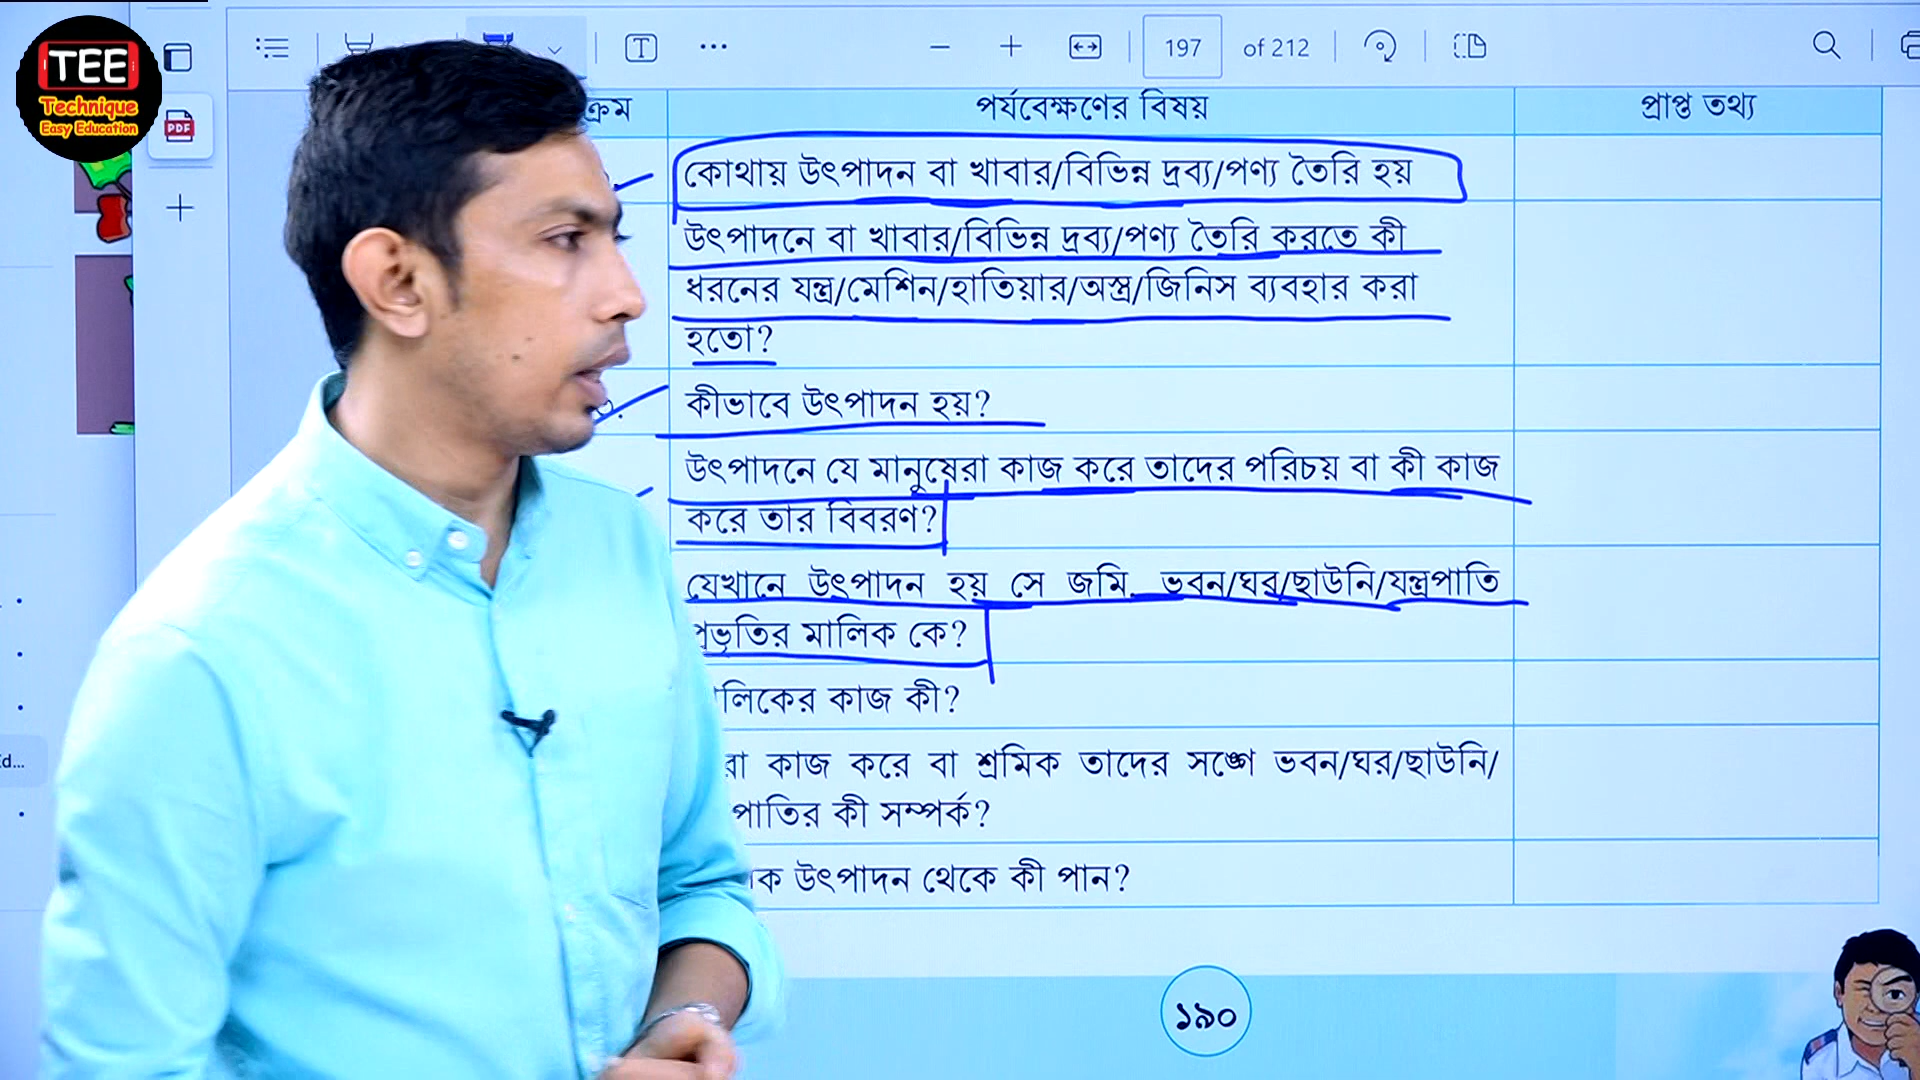 TEE
Technique
Easy Education
PDF
T
197 of 212
ক্রম পর্যবেক্ষণের বিষয় প্রাপ্ত তথ্য
কোথায় উৎপাদন বা খাবার/বিভিন্ন দ্রব্য/পণ্য তৈরি হয়
উৎপাদনে বা খাবার/বিভিন্ন দ্রব্য/পণ্য তৈরি করতে কী
ধরনের যন্ত্র/মেশিন/হাতিয়ার/অস্ত্র/জিনিস ব্যবহার করা
হতো?
কীভাবে উৎপাদন হয়?
উৎপাদনে যে মানুষেরা কাজ করে তাদের পরিচয় বা কী কাজ
করে তার বিবরণ?
যেখানে উৎপাদন হয় সে জমি ভবন/ঘর/ছাউনি/যন্ত্রপাতি
প্রভৃতির মালিক কে?
কাজ কী?
কাজ করে বা শ্রমিক তাদের সঙ্গে ভবন/ঘর/ছাউনি/
কী সম্পর্ক?
উৎপাদন থেকে কী পান?
১৯০